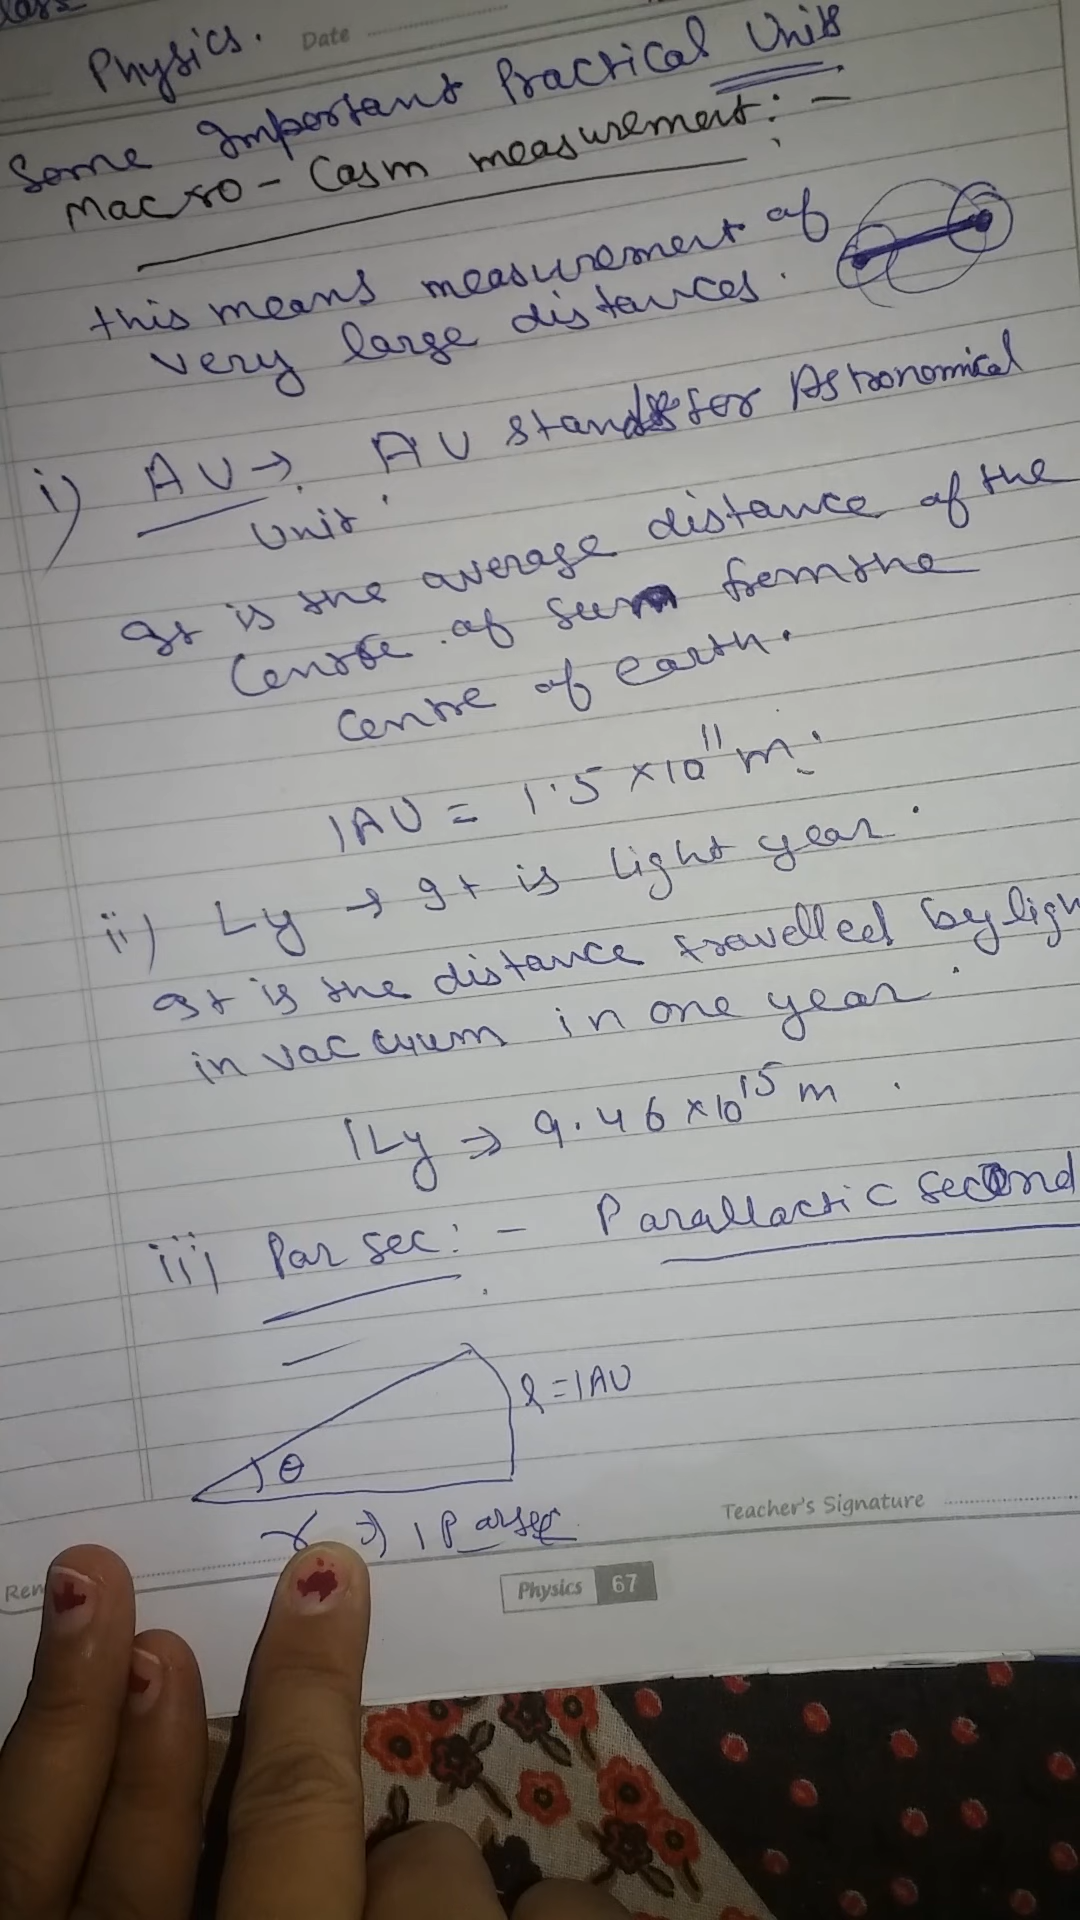 Physics. Date
Some Important Practical Units
Macro - Casm measurement : -
this means measurement of
very large distances.
i) AU → AU stands for Astronomical
Unit.
It is the average distance of the
Centre of sun from the
centre of earth.
1AU = 1.5 × 10¹¹ m.
ii) Ly → It is light year.
It is the distance travelled by ligh
in vaccuum in one year.
1Ly ⇒ 9.46 × 10¹⁵ m
iii) Par sec : - Parallactic second
l = 1AU
θ
r ⇒ 1 Parsec
Teacher's Signature
Rem
Physics 67